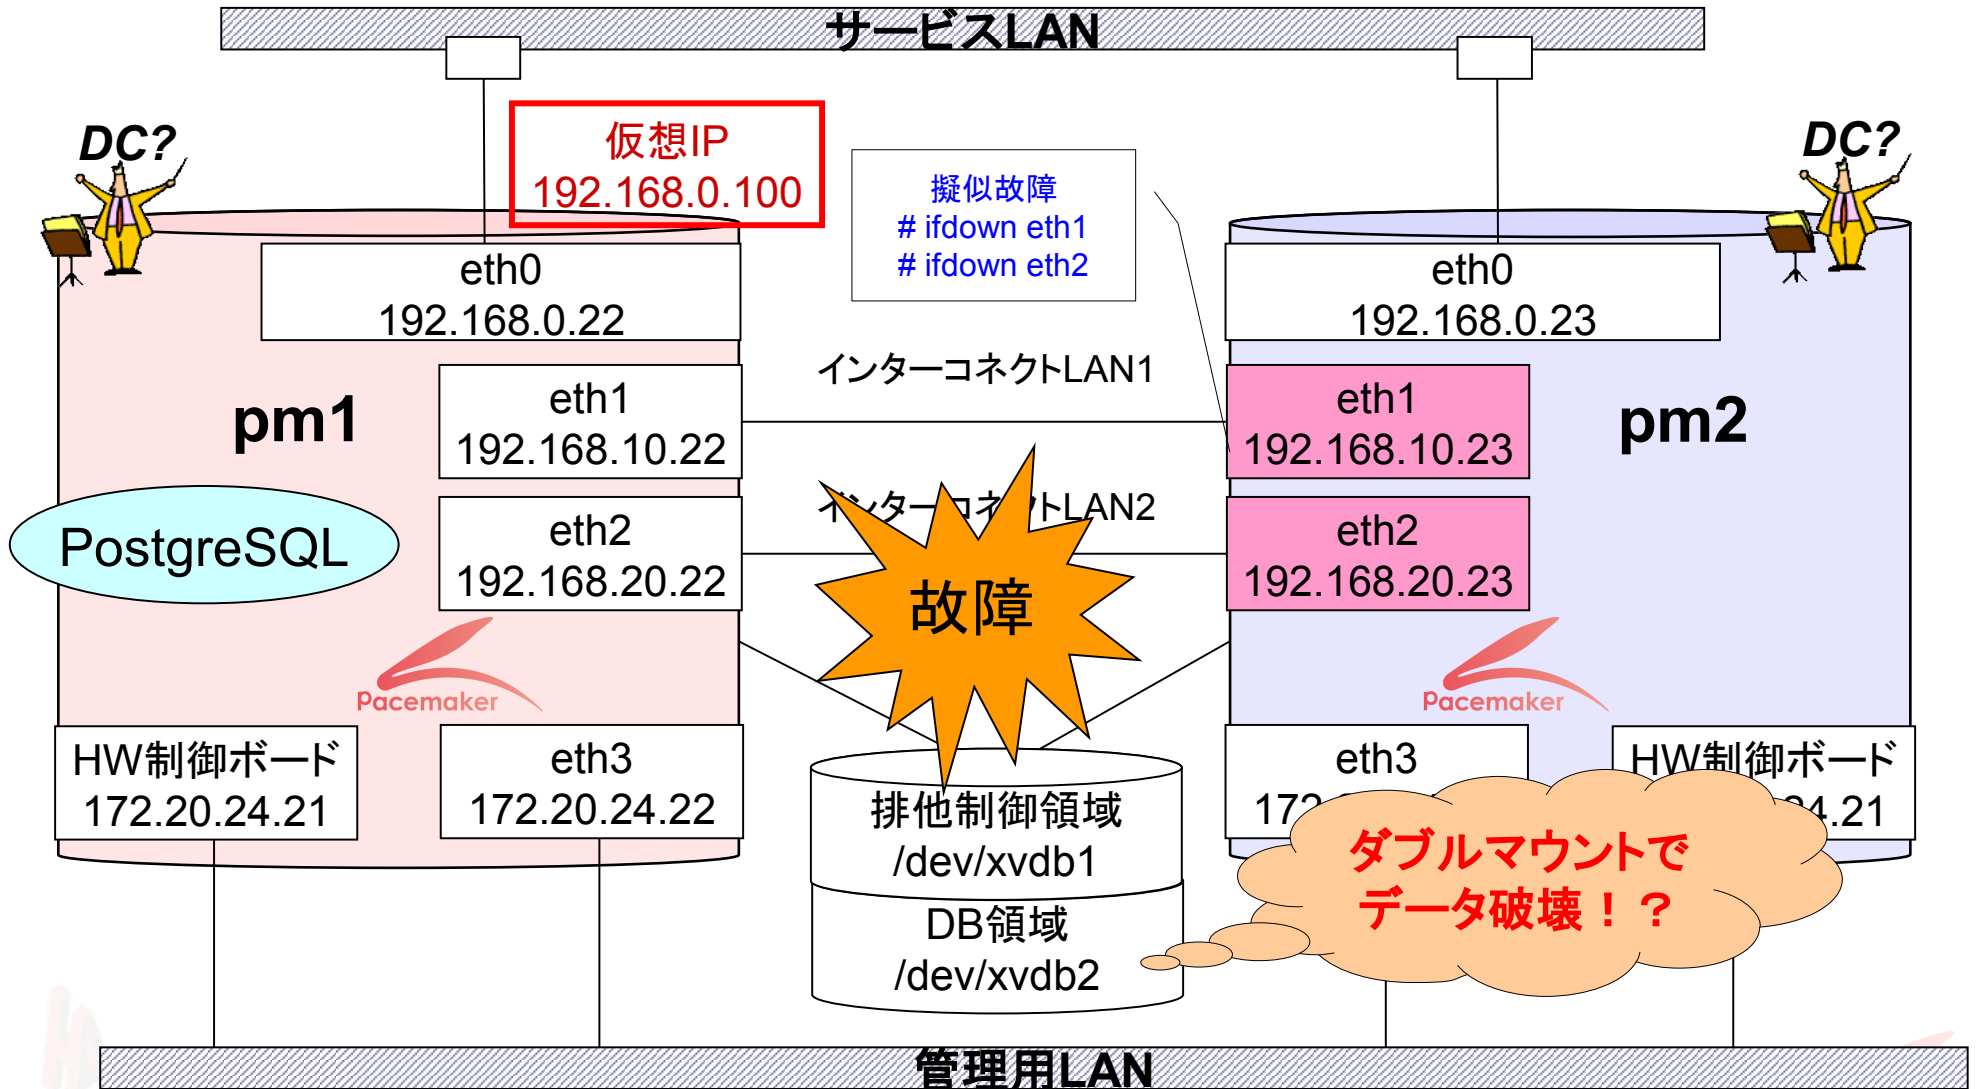 サービスLAN
DC?
仮想IP
192.168.0.100
擬似故障
# ifdown eth1
# ifdown eth2
DC?
eth0
192.168.0.22
eth0
192.168.0.23
インターコネクトLAN1
pm1
eth1
192.168.10.22
eth1
192.168.10.23
pm2
インターコネクトLAN2
PostgreSQL
eth2
192.168.20.22
故障
eth2
192.168.20.23
Pacemaker
Pacemaker
HW制御ボード
172.20.24.21
eth3
172.20.24.22
排他制御領域
/dev/xvdb1
DB領域
/dev/xvdb2
eth3
HW制御ボード
ダブルマウントで
データ破壊！？
管理用LAN